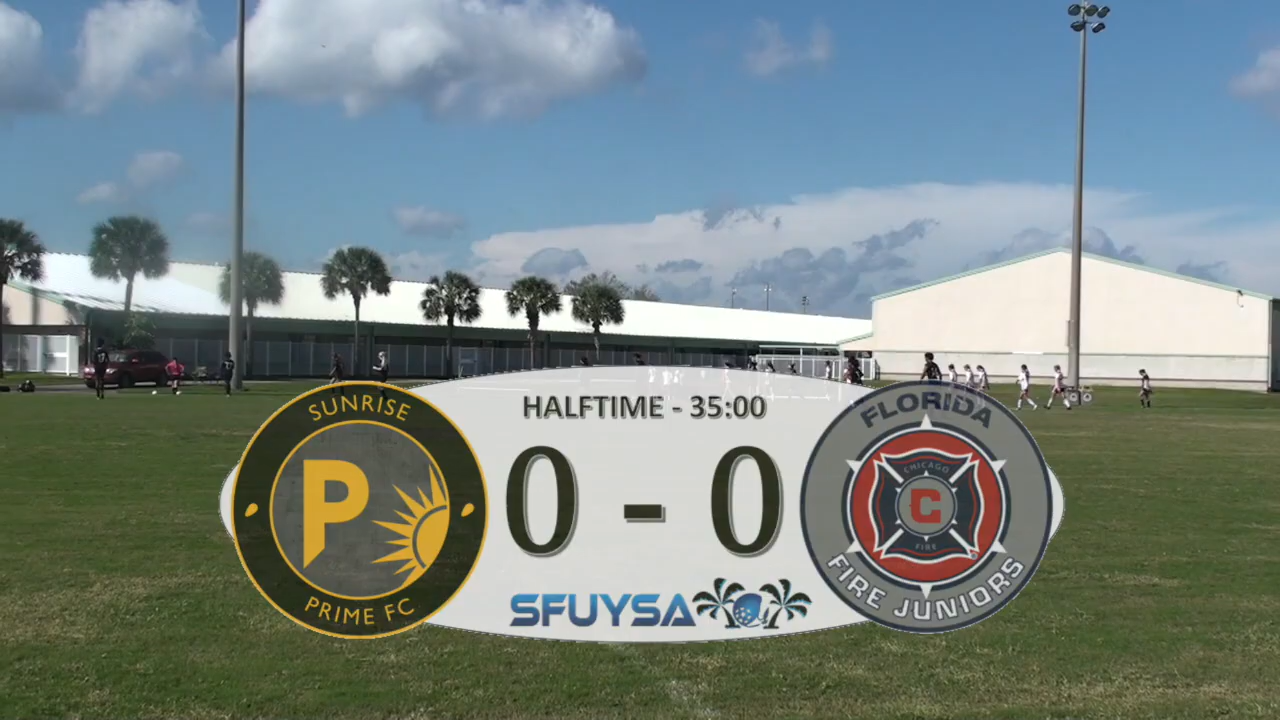 SUNRISE
P
PRIME FC
HALFTIME - 35:00
0 - 0
SFUYSA
FLORIDA
CHICAGO
C
FIRE
FIRE JUNIORS